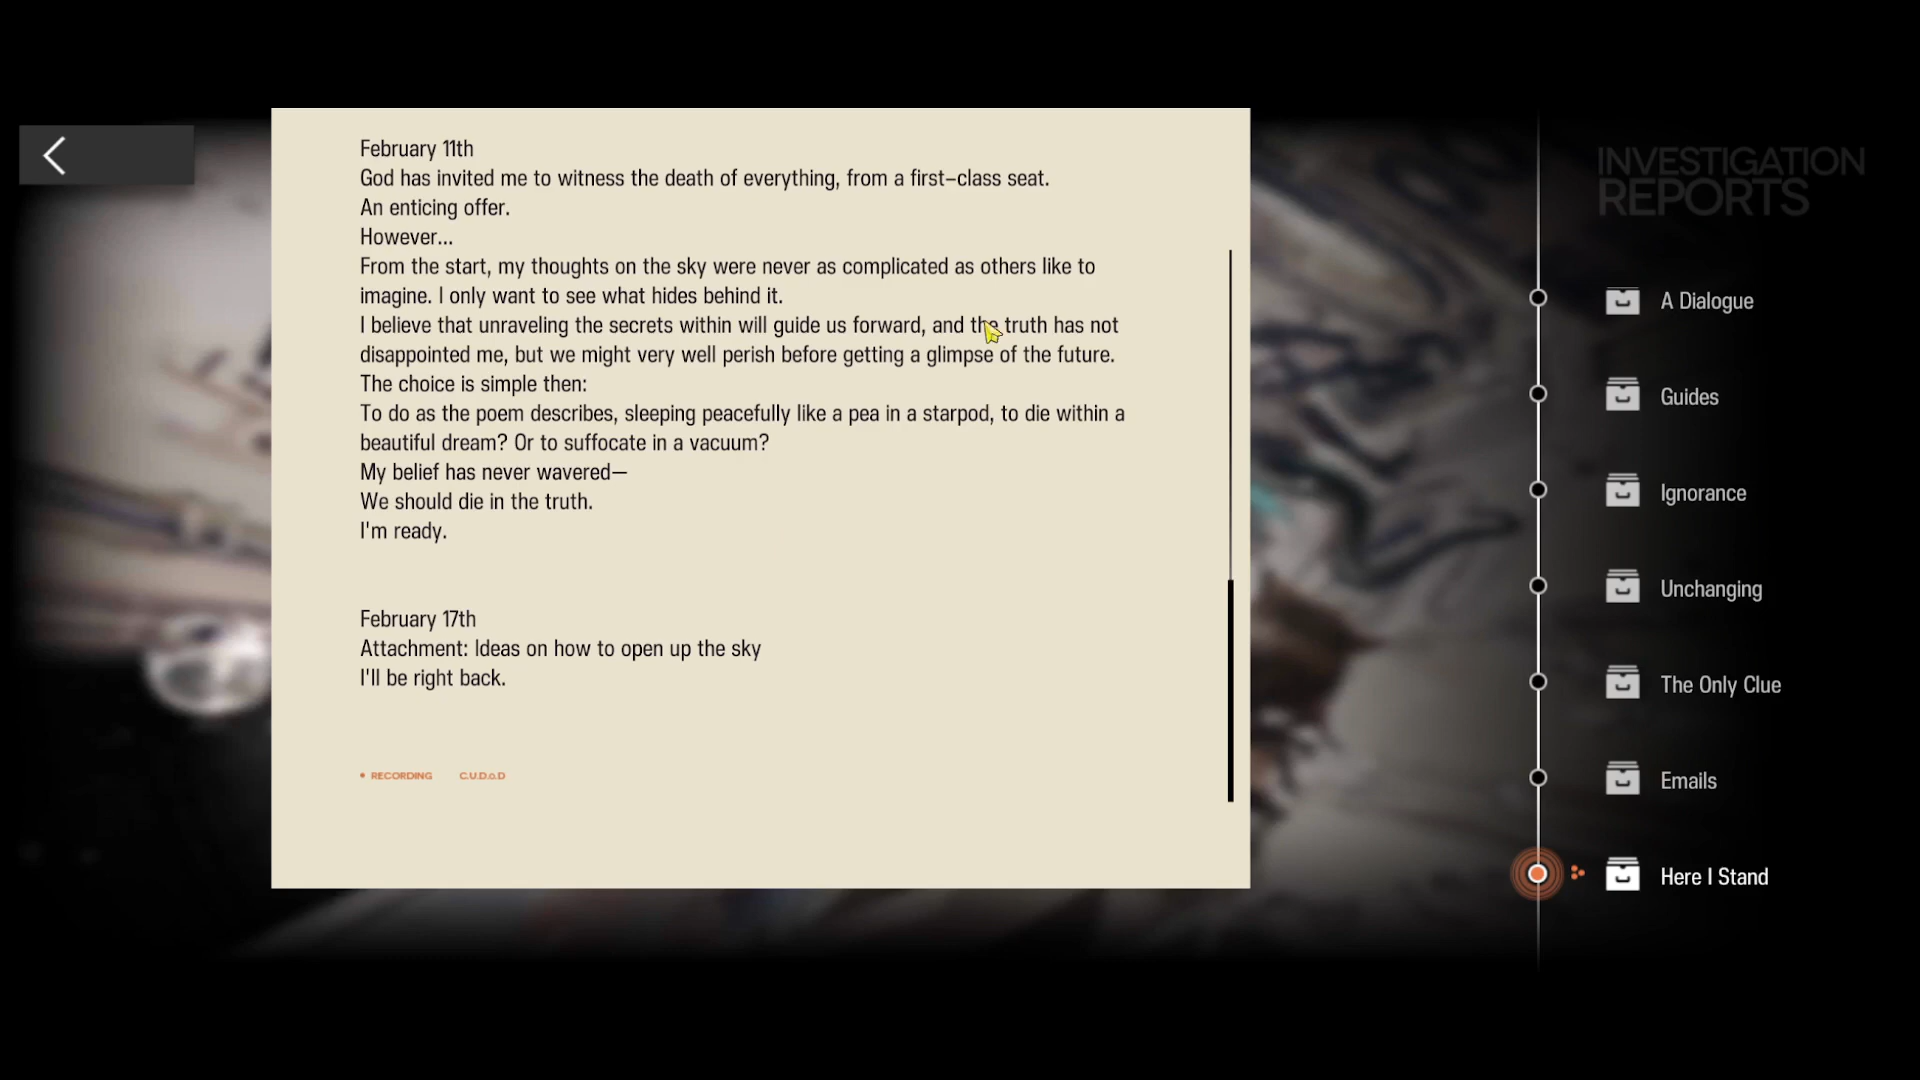 February 11th
God has invited me to witness the death of everything, from a first-class seat.
An enticing offer.
However...
From the start, my thoughts on the sky were never as complicated as others like to
imagine. I only want to see what hides behind it.
I believe that unraveling the secrets within will guide us forward, and the truth has not
disappointed me, but we might very well perish before getting a glimpse of the future.
The choice is simple then:
To do as the poem describes, sleeping peacefully like a pea in a starpod, to die within a
beautiful dream? Or to suffocate in a vacuum?
My belief has never wavered—
We should die in the truth.
I'm ready.
February 17th
Attachment: Ideas on how to open up the sky
I'll be right back.
• RECORDING C.U.D.o.D
INVESTIGATION
REPORTS
A Dialogue
Guides
Ignorance
Unchanging
The Only Clue
Emails
Here I Stand